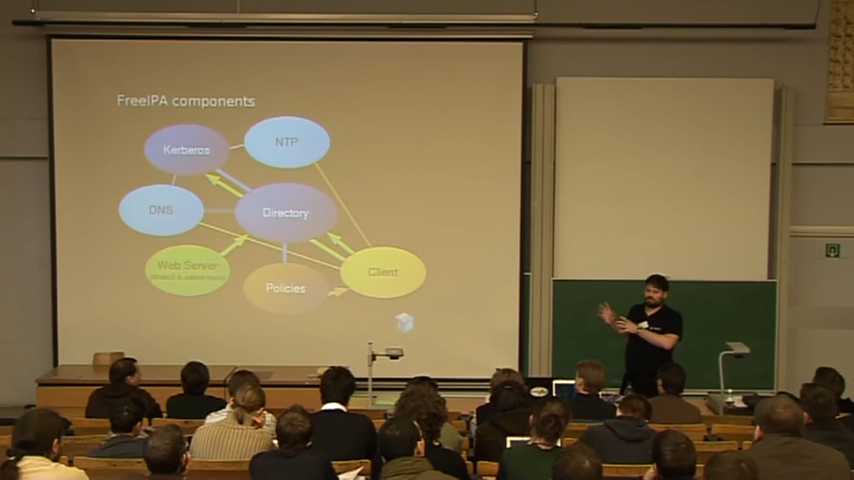 FreeIPA components
Kerberos
NTP
DNS
Directory
Web Server
Client
Policies